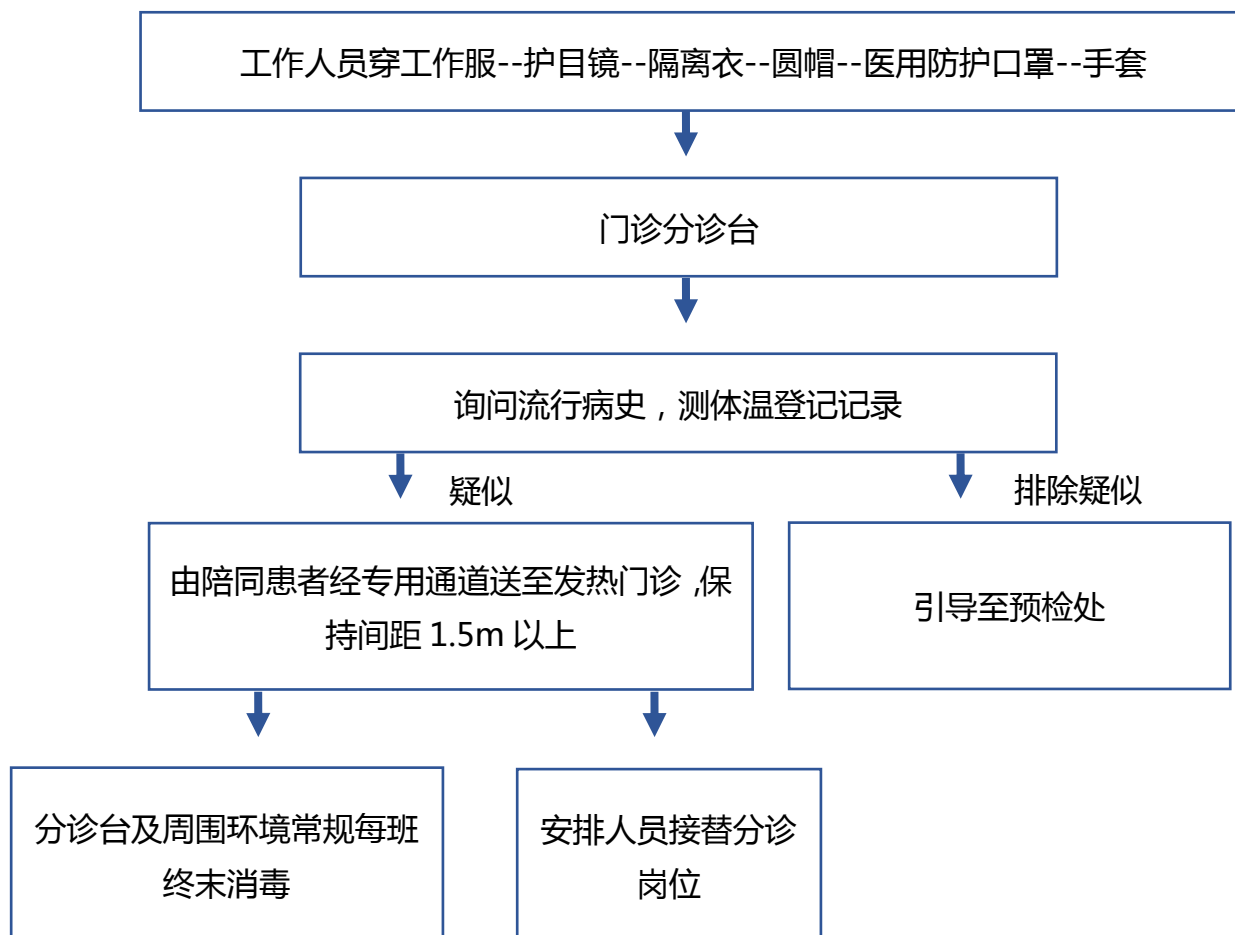 工作人员穿工作服--护目镜--隔离衣--圆帽--医用防护口罩--手套
门诊分诊台
询问流行病史，测体温登记记录
疑似
排除疑似
由陪同患者经专用通道送至发热门诊,保
持间距 1.5m 以上
引导至预检处
分诊台及周围环境常规每班
终末消毒
安排人员接替分诊
岗位